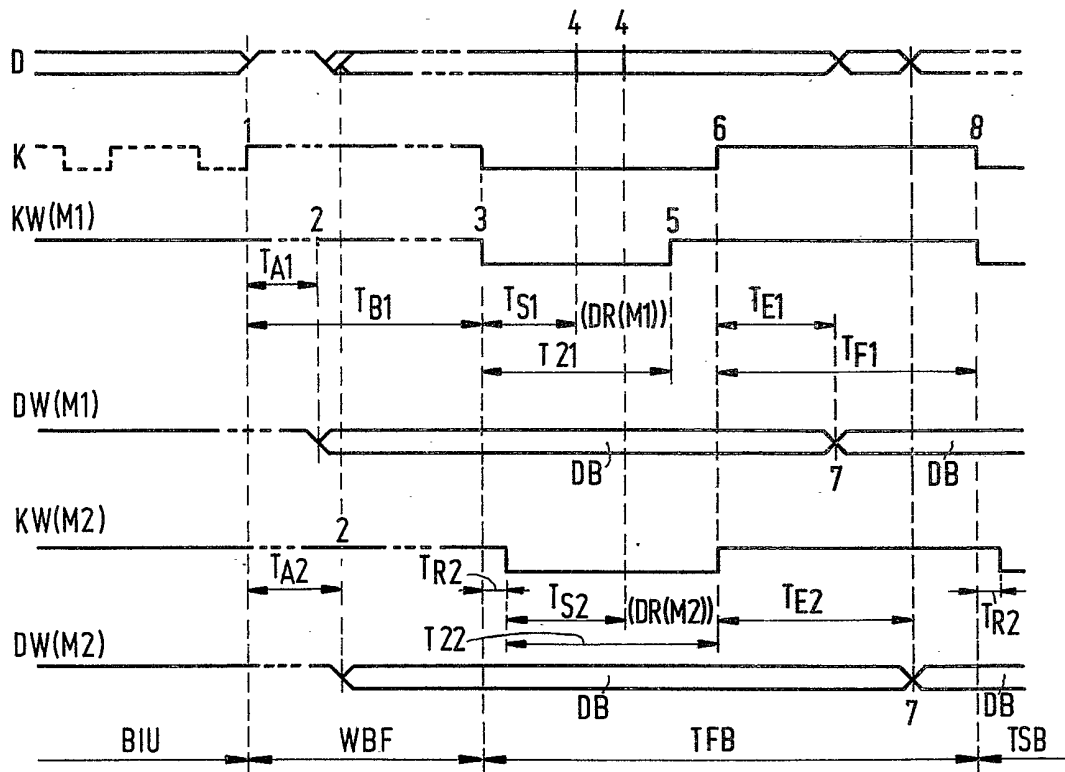 4 4
D
1 6 8
K
KW(M1)
2 3 5
TA1
TB1 TS1 (DR(M1)) TE1
T21 TF1
DW(M1)
DB 7 DB
KW(M2)
2
TA2 TR2 TS2 (DR(M2)) TE2 TR2
T22
DW(M2)
DB 7 DB
BIU WBF TFB TSB